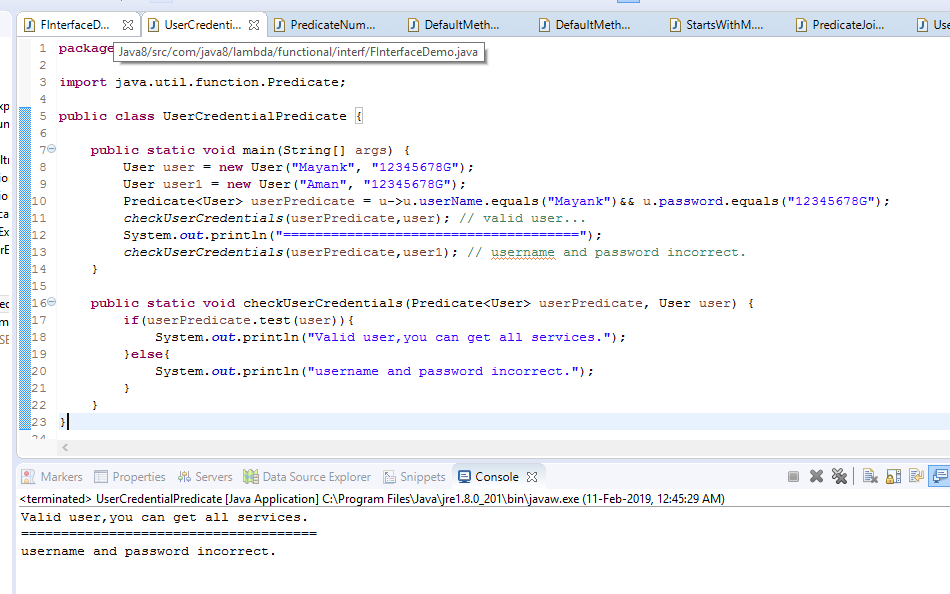 FInterfaceD... UserCredenti... PredicateNum... DefaultMeth... DefaultMeth... StartsWithM.... PredicateJoi... Use
1 package
Java8/src/com/java8/lambda/functional/interf/FInterfaceDemo.java
2
3 import java.util.function.Predicate;
4
5 public class UserCredentialPredicate {
6
7 public static void main(String[] args) {
8 User user = new User("Mayank", "12345678G");
9 User user1 = new User("Aman", "12345678G");
10 Predicate<User> userPredicate = u->u.userName.equals("Mayank")&& u.password.equals("12345678G");
11 checkUserCredentials(userPredicate,user); // valid user...
12 System.out.println("=====================================");
13 checkUserCredentials(userPredicate,user1); // username and password incorrect.
14 }
15
16 public static void checkUserCredentials(Predicate<User> userPredicate, User user) {
17 if(userPredicate.test(user)){
18 System.out.println("Valid user,you can get all services.");
19 }else{
20 System.out.println("username and password incorrect.");
21 }
22 }
23 }
24
Markers Properties Servers Data Source Explorer Snippets Console
<terminated> UserCredentialPredicate [Java Application] C:\Program Files\Java\jre1.8.0_201\bin\javaw.exe (11-Feb-2019, 12:45:29 AM)
Valid user,you can get all services.
=====================================
username and password incorrect.